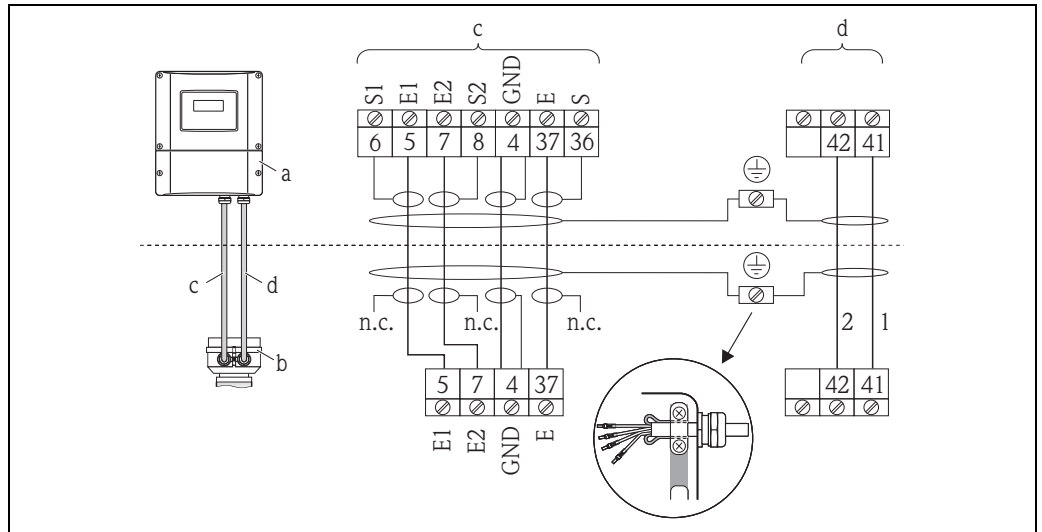 c
d
S1 E1 E2 S2 GND E S
6 5 7 8 4 37 36
42 41
a
c
d
n.c. n.c. n.c.
2 1
b
5 7 4 37
42 41
E1 E2 GND E